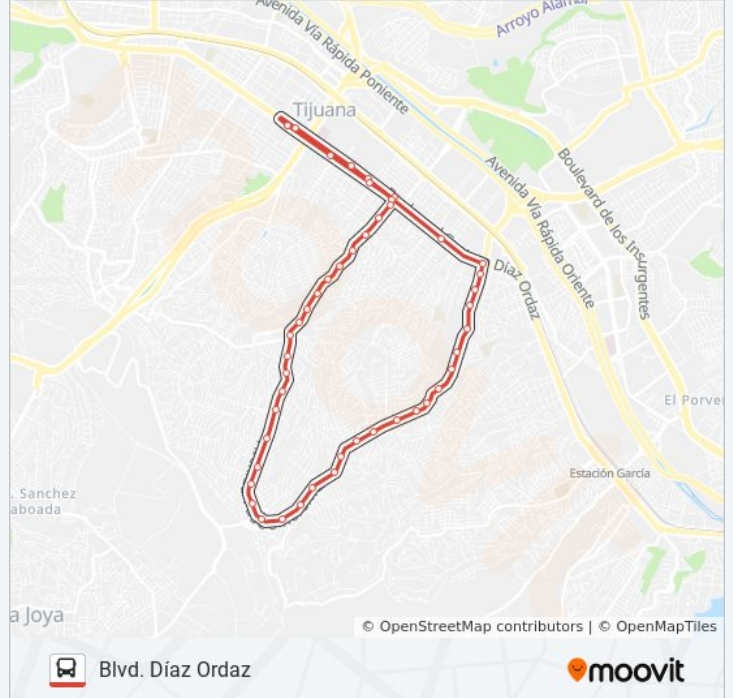 Avenida Vía Rápida Poniente
Arroyo Alamar
Tijuana
Avenida Vía Rápida Oriente
Boulevard de los Insurgentes
Díaz Ordaz
El Porve
Estación García
. Sanchez
aboada
a Joya
© OpenStreetMap contributors | © OpenMapTiles
Blvd. Díaz Ordaz
moovit